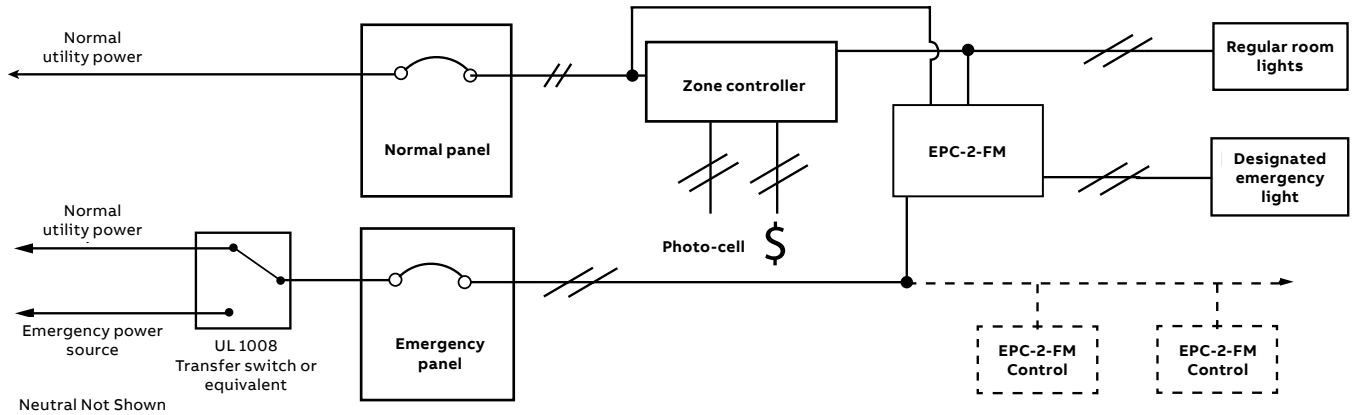 Normal
utility power
Normal panel
Zone controller
Regular room
lights
EPC-2-FM
Designated
emergency
light
Photo-cell
$
Normal
utility power
Emergency power
source
UL 1008
Transfer switch or
equivalent
Emergency
panel
EPC-2-FM
Control
EPC-2-FM
Control
Neutral Not Shown